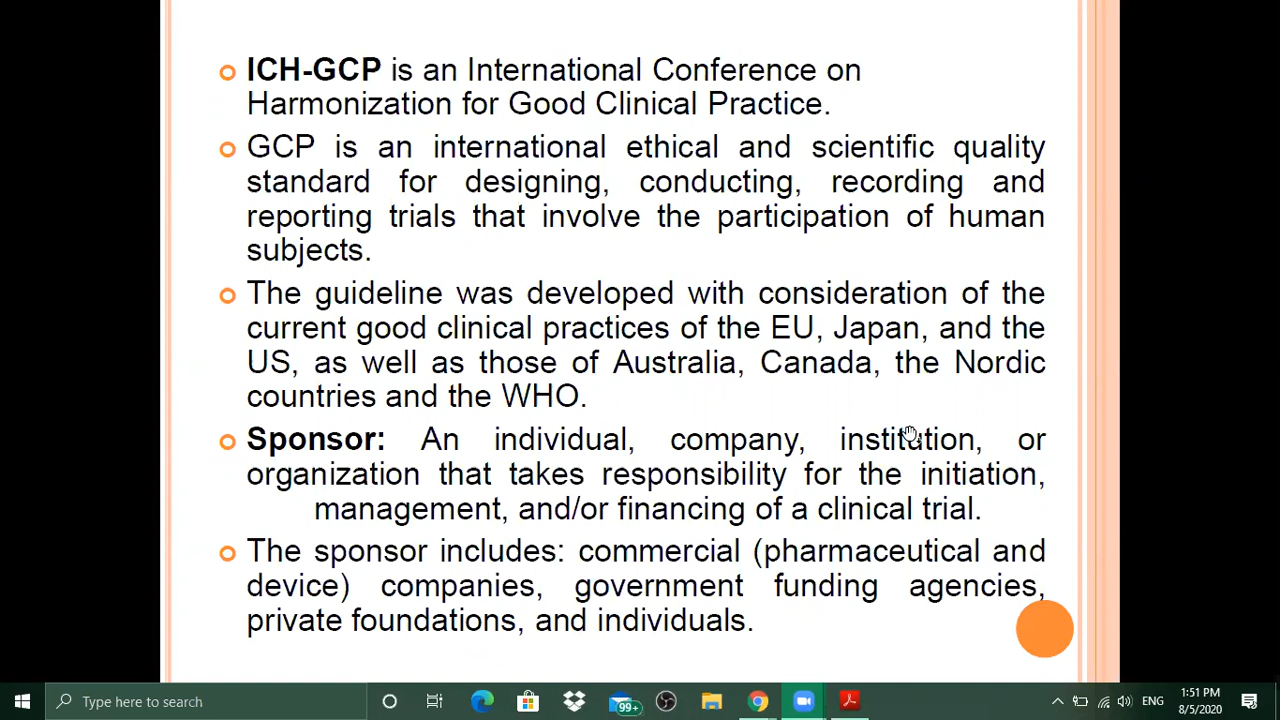 ICH-GCP is an International Conference on
Harmonization for Good Clinical Practice.
GCP is an international ethical and scientific quality
standard for designing, conducting, recording and
reporting trials that involve the participation of human
subjects.
The guideline was developed with consideration of the
current good clinical practices of the EU, Japan, and the
US, as well as those of Australia, Canada, the Nordic
countries and the WHO.
Sponsor: An individual, company, institution, or
organization that takes responsibility for the initiation,
management, and/or financing of a clinical trial.
The sponsor includes: commercial (pharmaceutical and
device) companies, government funding agencies,
private foundations, and individuals.
Type here to search
99+
ENG
1:51 PM
8/5/2020